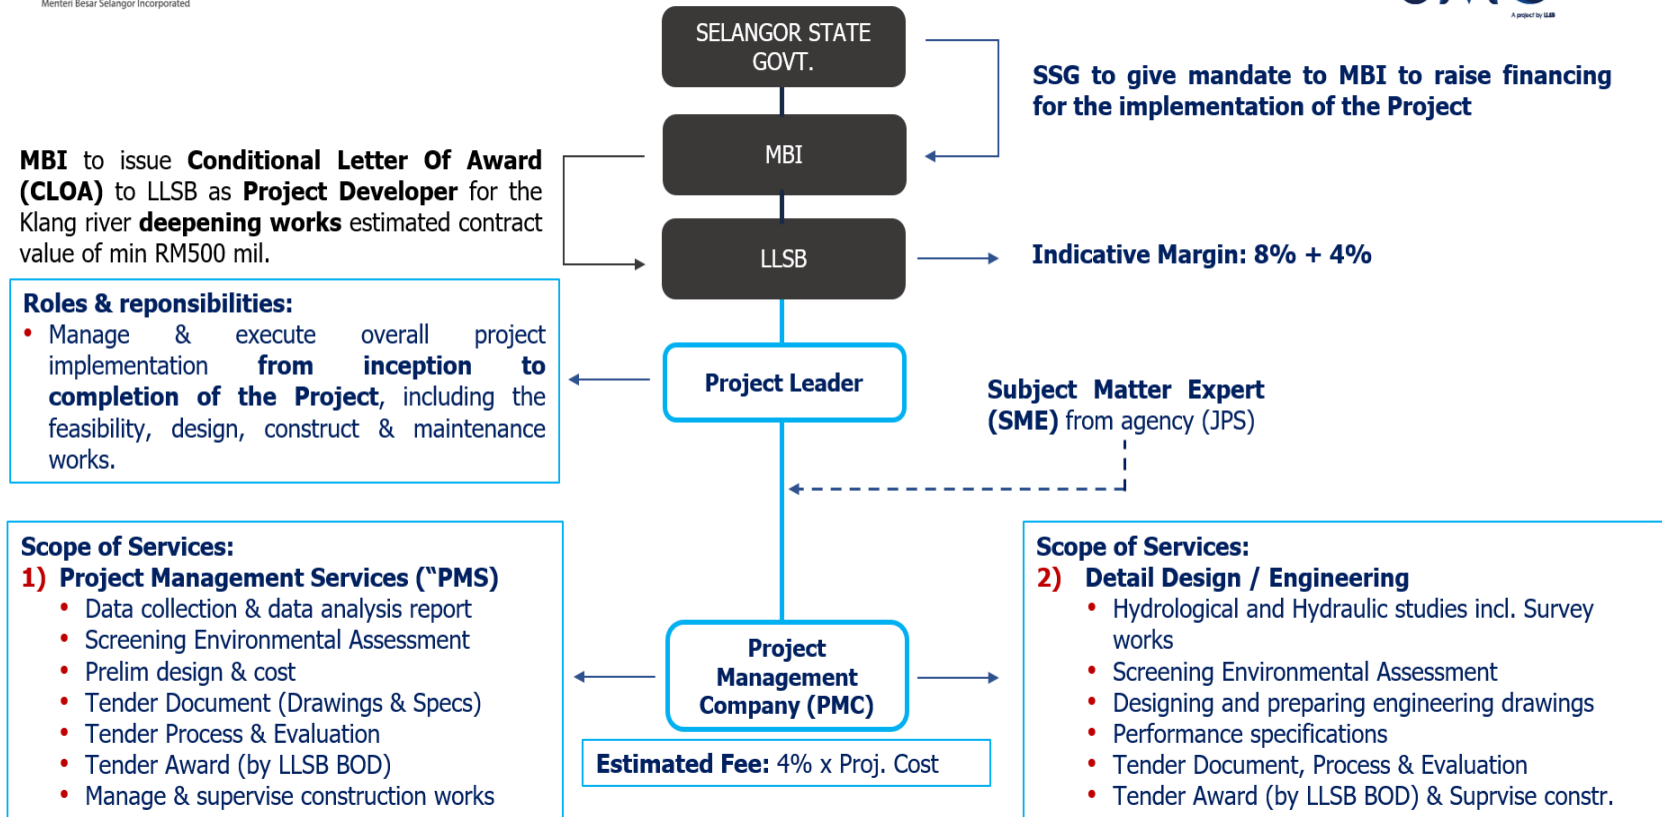 Menteri Besar Selangor Incorporated
A project by LLSB
SELANGOR STATE
GOVT.
SSG to give mandate to MBI to raise financing
for the implementation of the Project
MBI
MBI to issue Conditional Letter Of Award
(CLOA) to LLSB as Project Developer for the
Klang river deepening works estimated contract
value of min RM500 mil.
LLSB
Indicative Margin: 8% + 4%
Roles & reponsibilities:
• Manage & execute overall project
implementation from inception to
completion of the Project, including the
feasibility, design, construct & maintenance
works.
Project Leader
Subject Matter Expert
(SME) from agency (JPS)
Scope of Services:
1) Project Management Services (“PMS)
• Data collection & data analysis report
• Screening Environmental Assessment
• Prelim design & cost
• Tender Document (Drawings & Specs)
• Tender Process & Evaluation
• Tender Award (by LLSB BOD)
• Manage & supervise construction works
Project
Management
Company (PMC)
Estimated Fee: 4% x Proj. Cost
Scope of Services:
2) Detail Design / Engineering
• Hydrological and Hydraulic studies incl. Survey
works
• Screening Environmental Assessment
• Designing and preparing engineering drawings
• Performance specifications
• Tender Document, Process & Evaluation
• Tender Award (by LLSB BOD) & Suprvise constr.